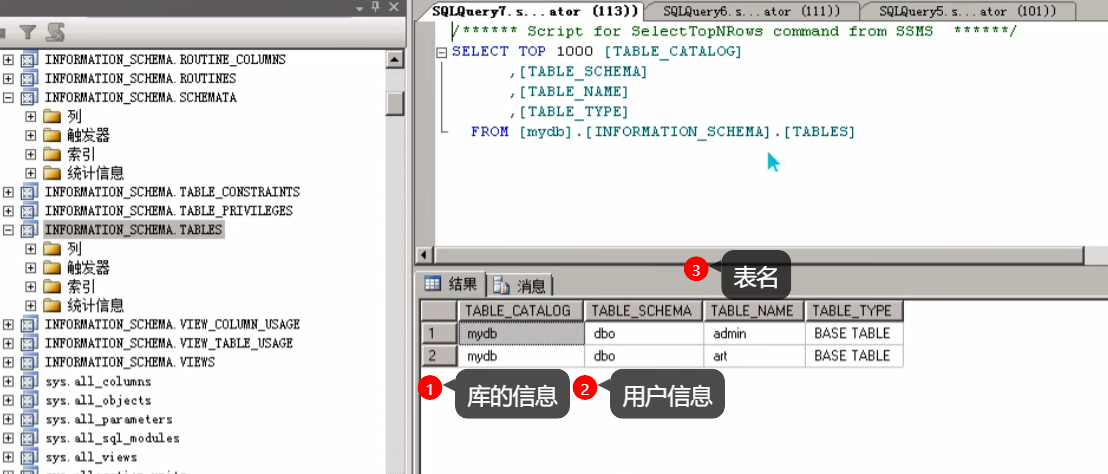 INFORMATION_SCHEMA.ROUTINE_COLUMNS
INFORMATION_SCHEMA.ROUTINES
INFORMATION_SCHEMA.SCHEMATA
列
触发器
索引
统计信息
INFORMATION_SCHEMA.TABLE_CONSTRAINTS
INFORMATION_SCHEMA.TABLE_PRIVILEGES
INFORMATION_SCHEMA.TABLES
列
触发器
索引
统计信息
INFORMATION_SCHEMA.VIEW_COLUMN_USAGE
INFORMATION_SCHEMA.VIEW_TABLE_USAGE
INFORMATION_SCHEMA.VIEWS
sys.all_columns
sys.all_objects
sys.all_parameters
sys.all_sql_modules
sys.all_views
SQLQuery7.s...ator (113)) SQLQuery6.s...ator (111)) SQLQuery5.s...ator (101))
/****** Script for SelectTopNRows command from SSMS ******/
SELECT TOP 1000 [TABLE_CATALOG]
,[TABLE_SCHEMA]
,[TABLE_NAME]
,[TABLE_TYPE]
FROM [mydb].[INFORMATION_SCHEMA].[TABLES]
3 表名
结果 消息
TABLE_CATALOG TABLE_SCHEMA TABLE_NAME TABLE_TYPE
1 mydb dbo admin BASE TABLE
2 mydb dbo art BASE TABLE
1 库的信息 2 用户信息